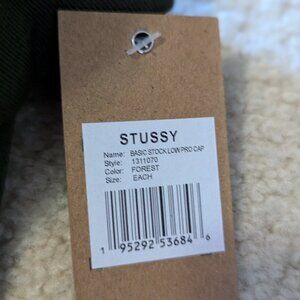 STUSSY
Name: BASIC STOCK LOW PRO CAP
Style: 1311070
Color: FOREST
Size: EACH
1 95292 53684 6